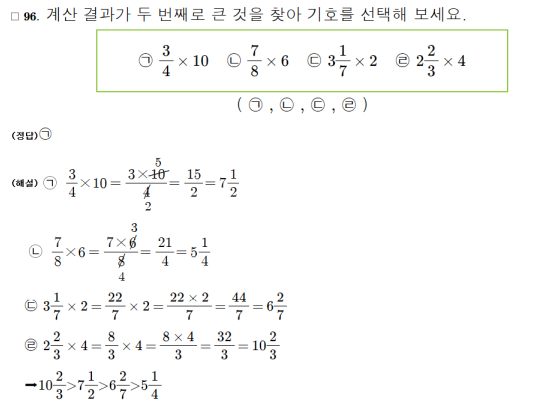 □ 96. 계산 결과가 두 번째로 큰 것을 찾아 기호를 선택해 보세요.
㉠ 3/4 × 10 ㉡ 7/8 × 6 ㉢ 3 1/7 × 2 ㉣ 2 2/3 × 4
( ㉠ , ㉡ , ㉢ , ㉣ )
(정답)㉠
(해설) ㉠ 3/4 × 10 = (3 × 10 5)/(4 2) = 15/2 = 7 1/2
㉡ 7/8 × 6 = (7 × 6 3)/(8 4) = 21/4 = 5 1/4
㉢ 3 1/7 × 2 = 22/7 × 2 = (22 × 2)/7 = 44/7 = 6 2/7
㉣ 2 2/3 × 4 = 8/3 × 4 = (8 × 4)/3 = 32/3 = 10 2/3
➡10 2/3 > 7 1/2 > 6 2/7 > 5 1/4